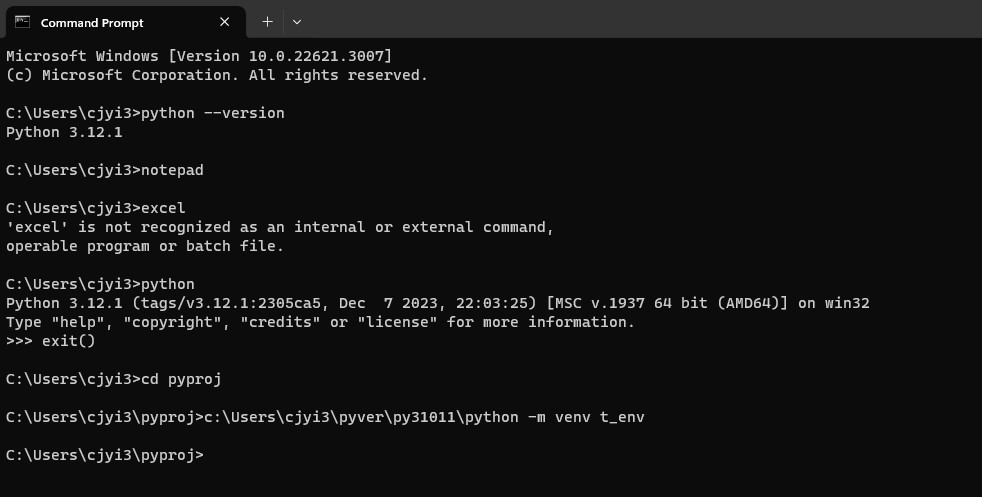 Command Prompt
Microsoft Windows [Version 10.0.22621.3007]
(c) Microsoft Corporation. All rights reserved.
C:\Users\cjyi3>python --version
Python 3.12.1
C:\Users\cjyi3>notepad
C:\Users\cjyi3>excel
'excel' is not recognized as an internal or external command,
operable program or batch file.
C:\Users\cjyi3>python
Python 3.12.1 (tags/v3.12.1:2305ca5, Dec  7 2023, 22:03:25) [MSC v.1937 64 bit (AMD64)] on win32
Type "help", "copyright", "credits" or "license" for more information.
>>> exit()
C:\Users\cjyi3>cd pyproj
C:\Users\cjyi3\pyproj>c:\Users\cjyi3\pyver\py31011\python -m venv t_env
C:\Users\cjyi3\pyproj>